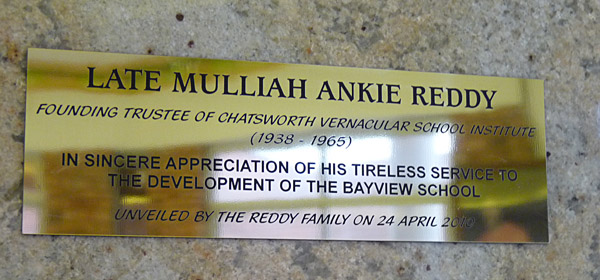 LATE MULLIAH ANKIE REDDY
FOUNDING TRUSTEE OF CHATSWORTH VERNACULAR SCHOOL INSTITUTE
(1938 - 1965)
IN SINCERE APPRECIATION OF HIS TIRELESS SERVICE TO
THE DEVELOPMENT OF THE BAYVIEW SCHOOL
UNVEILED BY THE REDDY FAMILY ON 24 APRIL